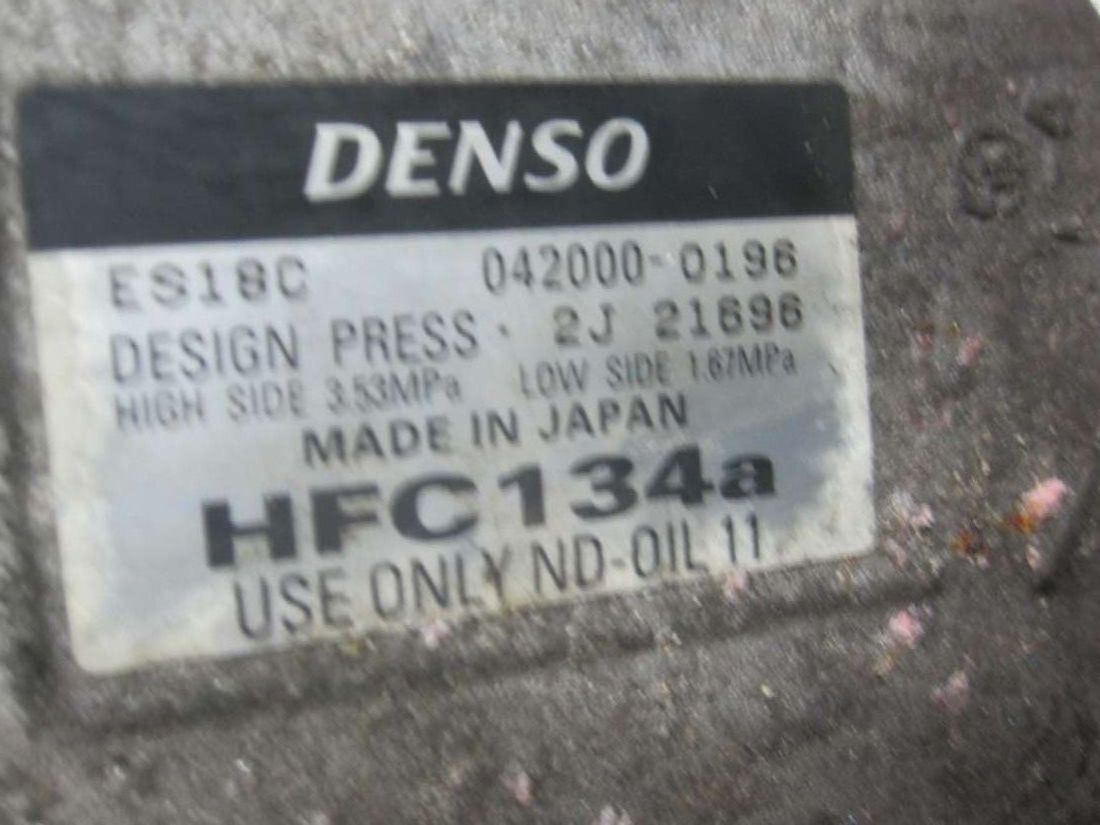 DENSO
ES18C 042000-0196
DESIGN PRESS. 2J 21696
HIGH SIDE 3.53MPa LOW SIDE 1.67MPa
MADE IN JAPAN
HFC134a
USE ONLY ND-OIL 11